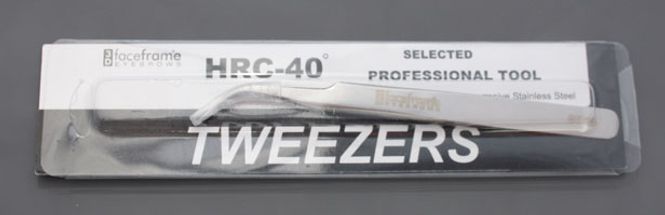 faceframe
EYEBROWS
HRC-40°
SELECTED
PROFESSIONAL TOOL
Stainless Steel
TWEEZERS